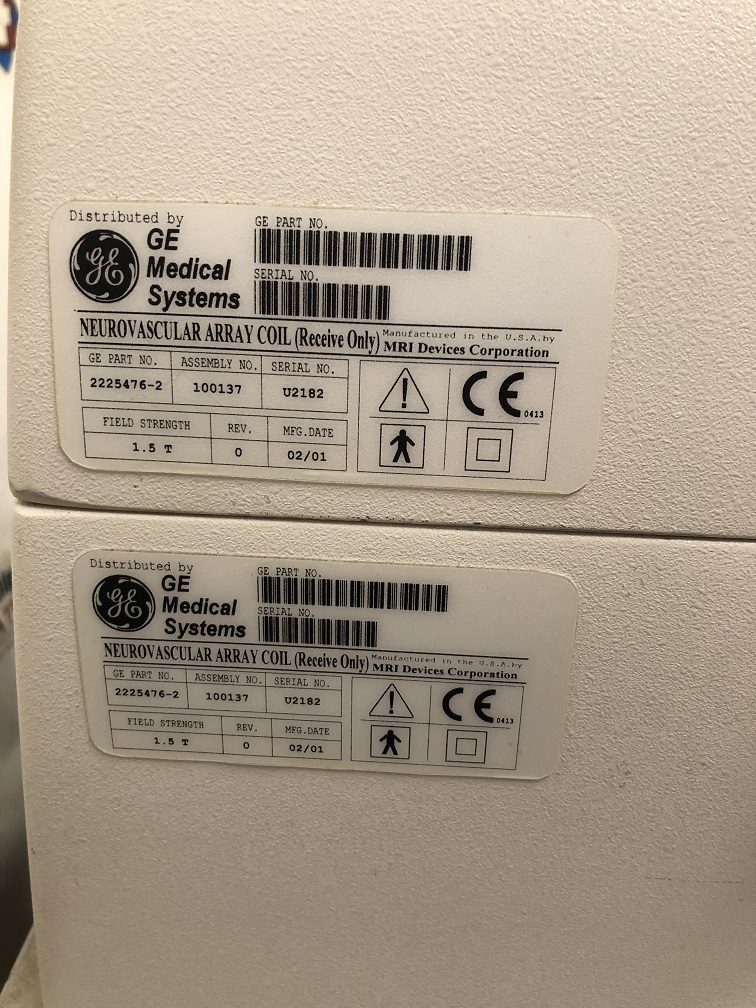 Distributed by
GE
Medical
Systems
GE PART NO.
SERIAL NO.
NEUROVASCULAR ARRAY COIL (Receive Only) Manufactured in the U.S.A.by
MRI Devices Corporation
GE PART NO. ASSEMBLY NO. SERIAL NO.
2225476-2 100137 U2182
FIELD STRENGTH REV. MFG.DATE
1.5 T 0 02/01
CE 0413
Distributed by
GE
Medical
Systems
GE PART NO.
SERIAL NO.
NEUROVASCULAR ARRAY COIL (Receive Only) Manufactured in the U.S.A.by
MRI Devices Corporation
GE PART NO. ASSEMBLY NO. SERIAL NO.
2225476-2 100137 U2182
FIELD STRENGTH REV. MFG.DATE
1.5 T 0 02/01
CE 0413